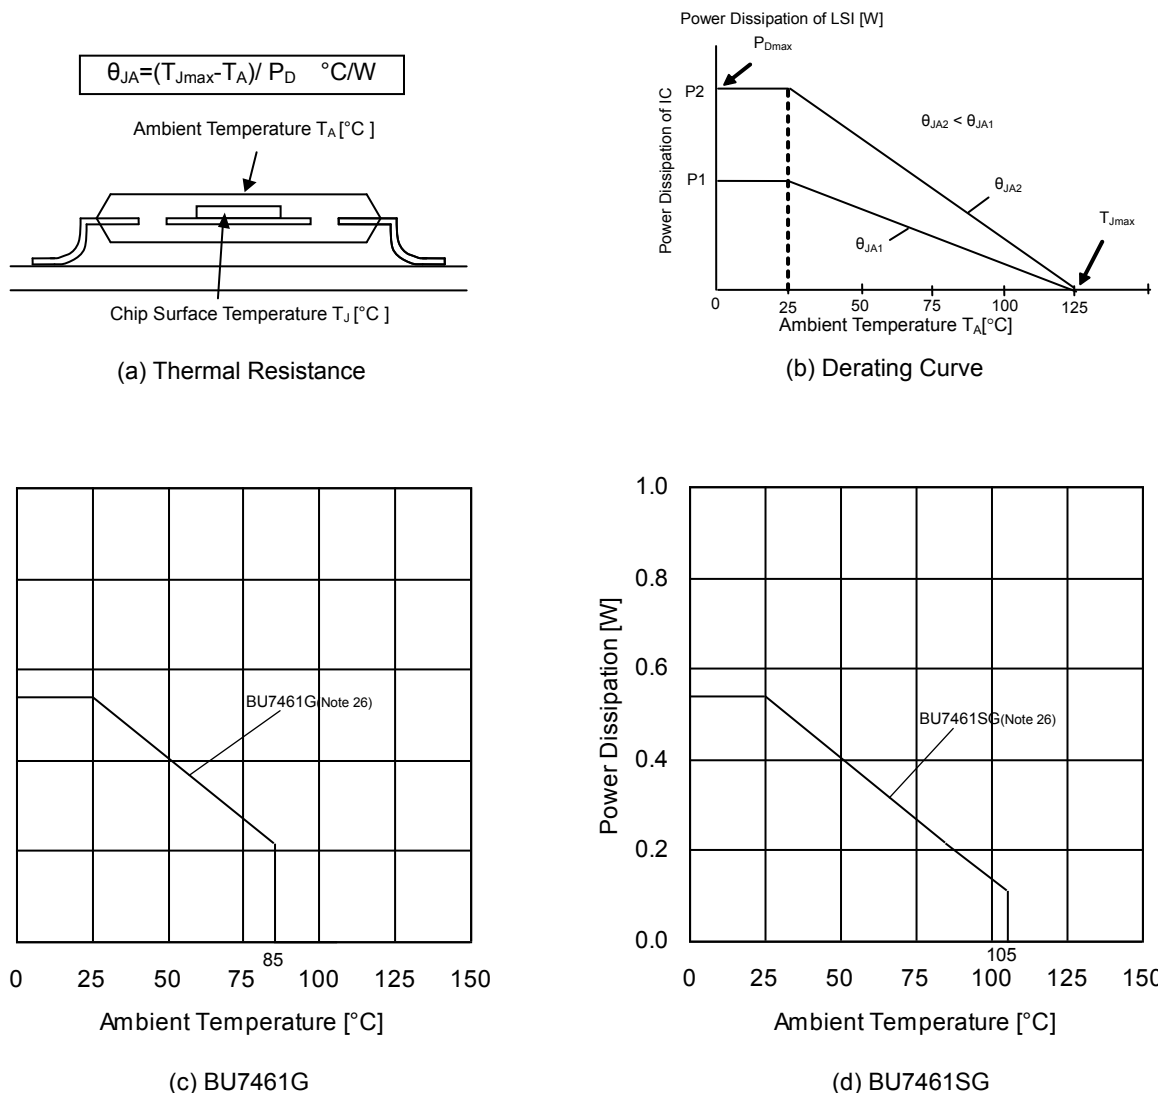 θJA=(TJmax-TA)/ PD °C/W
Ambient Temperature TA [°C ]
Chip Surface Temperature TJ [°C ]
(a) Thermal Resistance
Power Dissipation of LSI [W]
PDmax
Power Dissipation of IC
P2
P1
θJA2 < θJA1
θJA2
θJA1
TJmax
0 25 50 75 100 125
Ambient Temperature TA[°C]
(b) Derating Curve
BU7461G(Note 26)
85
0 25 50 75 100 125 150
Ambient Temperature [°C]
(c) BU7461G
Power Dissipation [W]
1.0
0.8
0.6
0.4
0.2
0.0
BU7461SG(Note 26)
105
0 25 50 75 100 125 150
Ambient Temperature [°C]
(d) BU7461SG